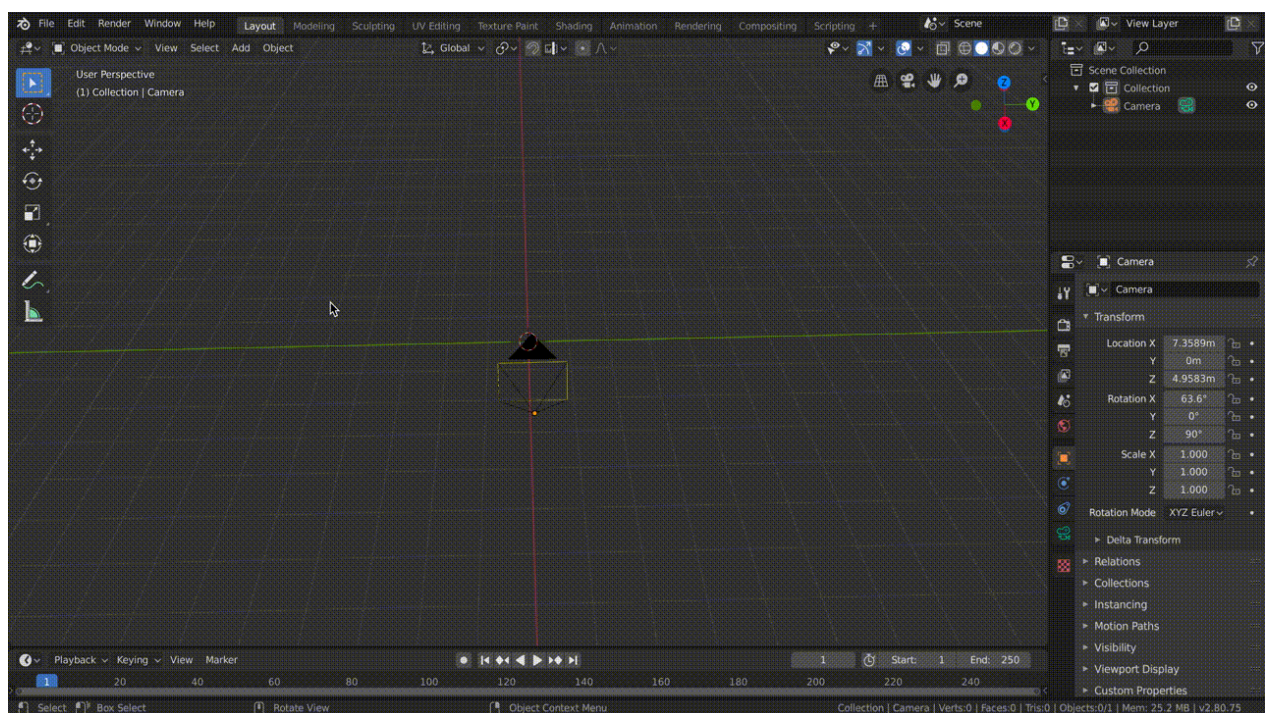 File Edit Render Window Help Layout Modeling Sculpting UV Editing Texture Paint Shading Animation Rendering Compositing Scripting + Scene View Layer
Object Mode View Select Add Object Global
User Perspective
(1) Collection | Camera
Z
Y
X
Scene Collection
Collection
Camera
Camera
Camera
Transform
Location X 7.3589m
Y 0m
Z 4.9583m
Rotation X 63.6°
Y 0°
Z 90°
Scale X 1.000
Y 1.000
Z 1.000
Rotation Mode XYZ Euler
Delta Transform
Relations
Collections
Instancing
Motion Paths
Visibility
Viewport Display
Custom Properties
Playback Keying View Marker 1 Start: 1 End: 250
1 20 40 60 80 100 120 140 160 180 200 220 240
Select Box Select Rotate View Object Context Menu Collection | Camera | Verts:0 | Faces:0 | Tris:0 | Objects:0/1 | Mem: 25.2 MB | v2.80.75